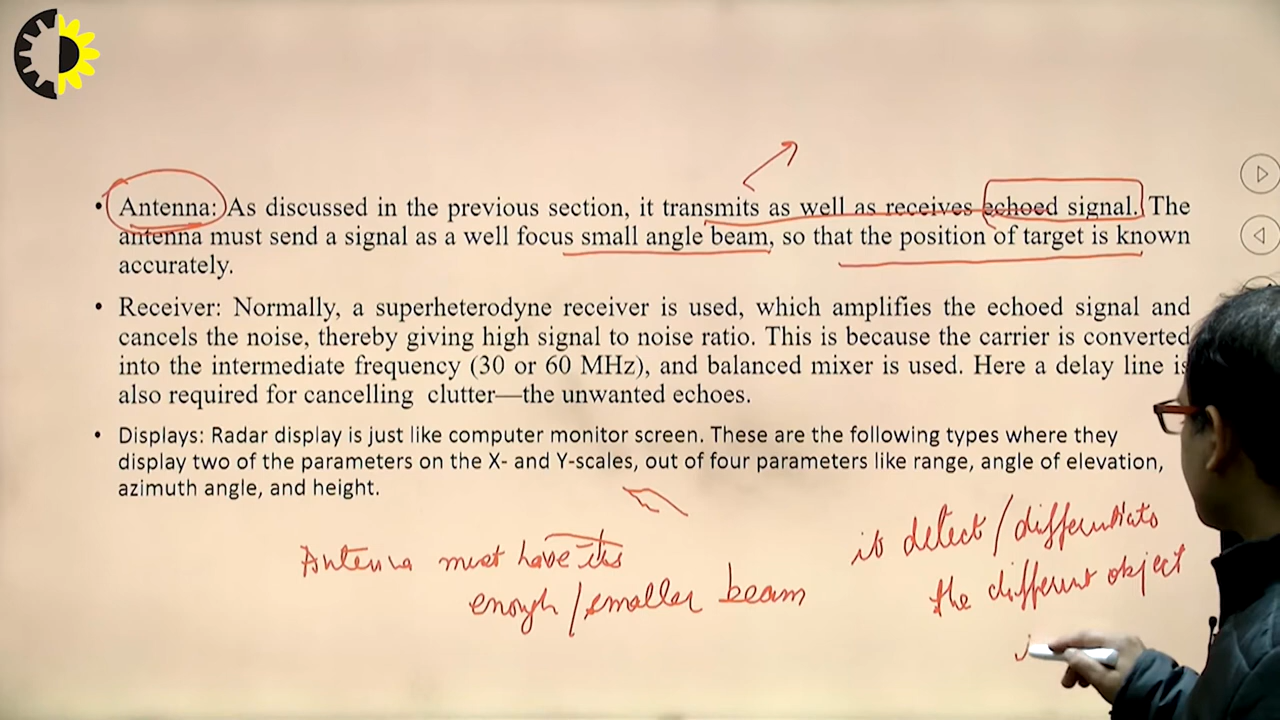 • Antenna: As discussed in the previous section, it transmits as well as receives echoed signal. The
antenna must send a signal as a well focus small angle beam, so that the position of target is known
accurately.
• Receiver: Normally, a superheterodyne receiver is used, which amplifies the echoed signal and
cancels the noise, thereby giving high signal to noise ratio. This is because the carrier is converted
into the intermediate frequency (30 or 60 MHz), and balanced mixer is used. Here a delay line is
also required for cancelling clutter—the unwanted echoes.
• Displays: Radar display is just like computer monitor screen. These are the following types where they
display two of the parameters on the X- and Y-scales, out of four parameters like range, angle of elevation,
azimuth angle, and height.
Antenna must have its
enough/smaller beam
detect/differentiate
the different object